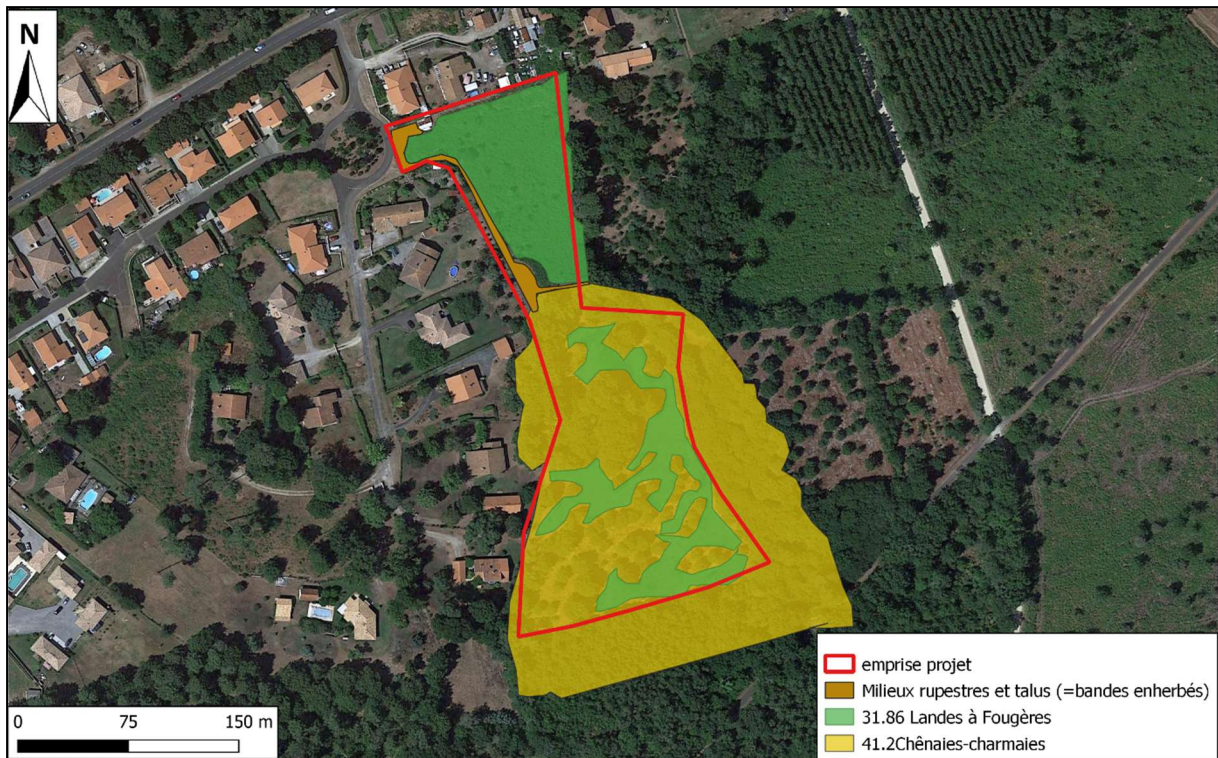 N
emprise projet
Milieux rupestres et talus (=bandes enherbés)
31.86 Landes à Fougères
41.2Chênaies-charmaies
0 75 150 m